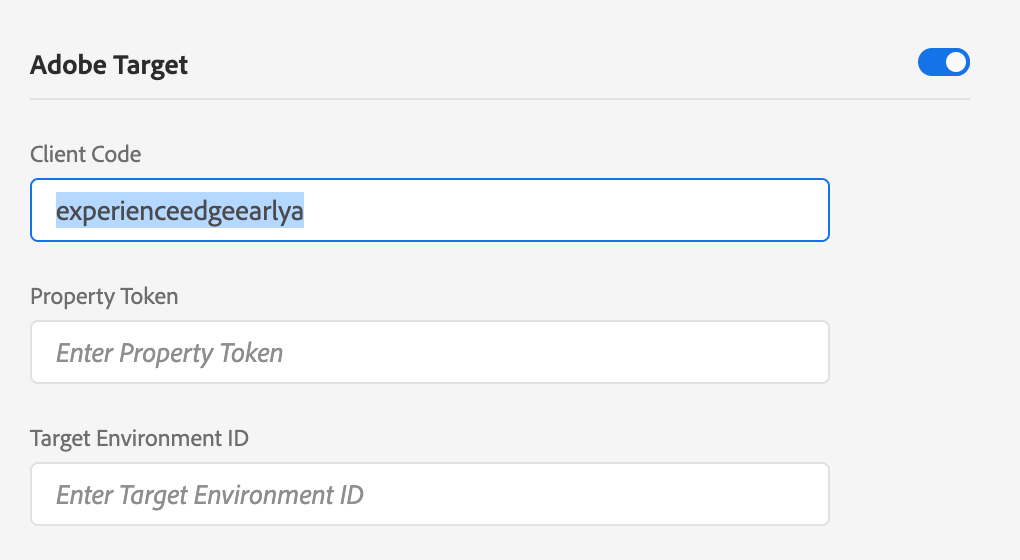 Adobe Target
Client Code
experienceedgeearlya
Property Token
Enter Property Token
Target Environment ID
Enter Target Environment ID